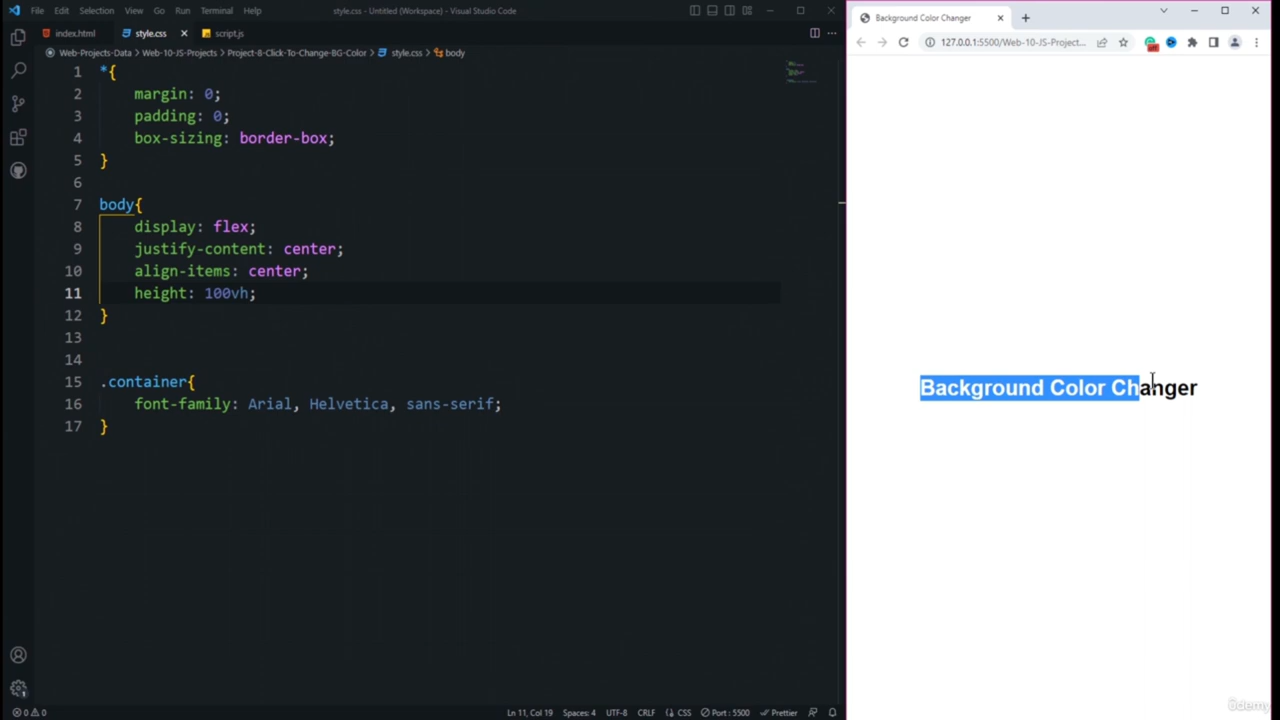 File Edit Selection View Go Run Terminal Help
style.css - Untitled (Workspace) - Visual Studio Code
index.html style.css script.js
Web-Projects-Data > Web-10-JS-Projects > Project-8-Click-To-Change-BG-Color > style.css > body
1 *{
2 margin: 0;
3 padding: 0;
4 box-sizing: border-box;
5 }
6
7 body{
8 display: flex;
9 justify-content: center;
10 align-items: center;
11 height: 100vh;
12 }
13
14
15 .container{
16 font-family: Arial, Helvetica, sans-serif;
17 }
0 0
Ln 11, Col 19 Spaces: 4 UTF-8 CRLF CSS Port : 5500 Prettier
Background Color Changer
127.0.0.1:5500/Web-10-JS-Project...
Background Color Changer
ûdemy